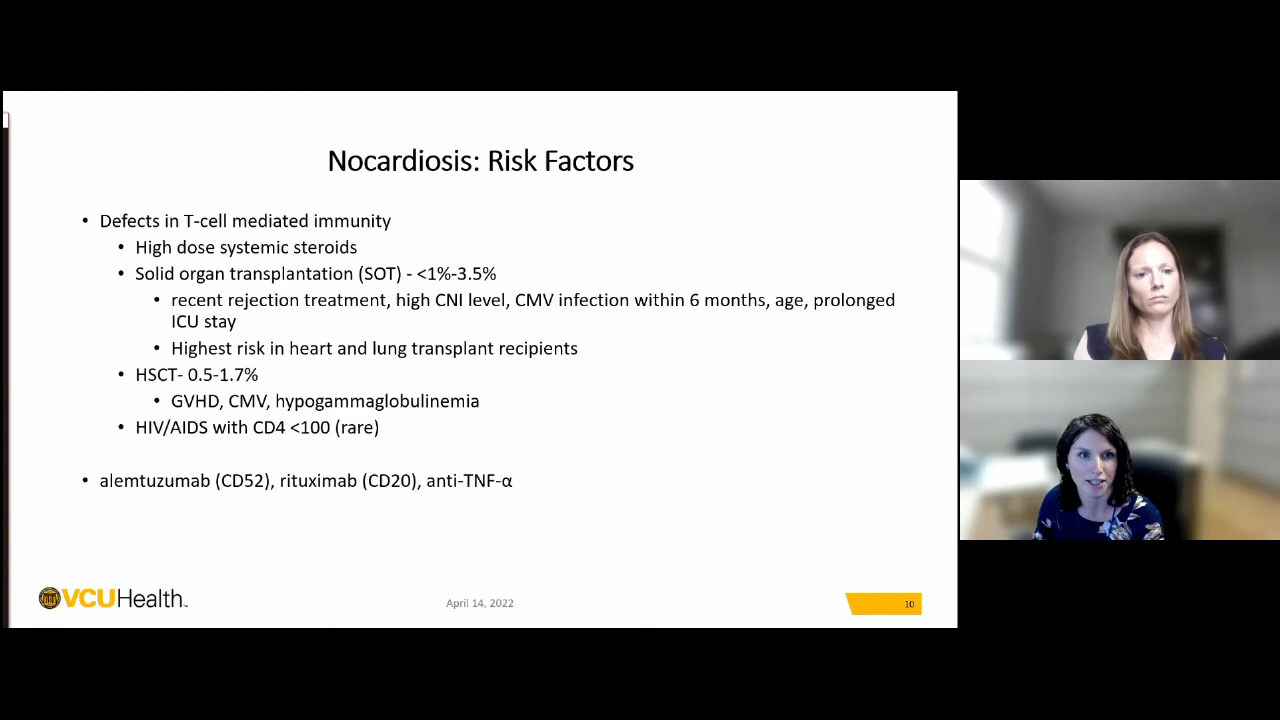 Nocardiosis: Risk Factors
• Defects in T-cell mediated immunity
• High dose systemic steroids
• Solid organ transplantation (SOT) - <1%-3.5%
• recent rejection treatment, high CNI level, CMV infection within 6 months, age, prolonged
ICU stay
• Highest risk in heart and lung transplant recipients
• HSCT- 0.5-1.7%
• GVHD, CMV, hypogammaglobulinemia
• HIV/AIDS with CD4 <100 (rare)
• alemtuzumab (CD52), rituximab (CD20), anti-TNF-α
VCUHealth™
April 14, 2022
10